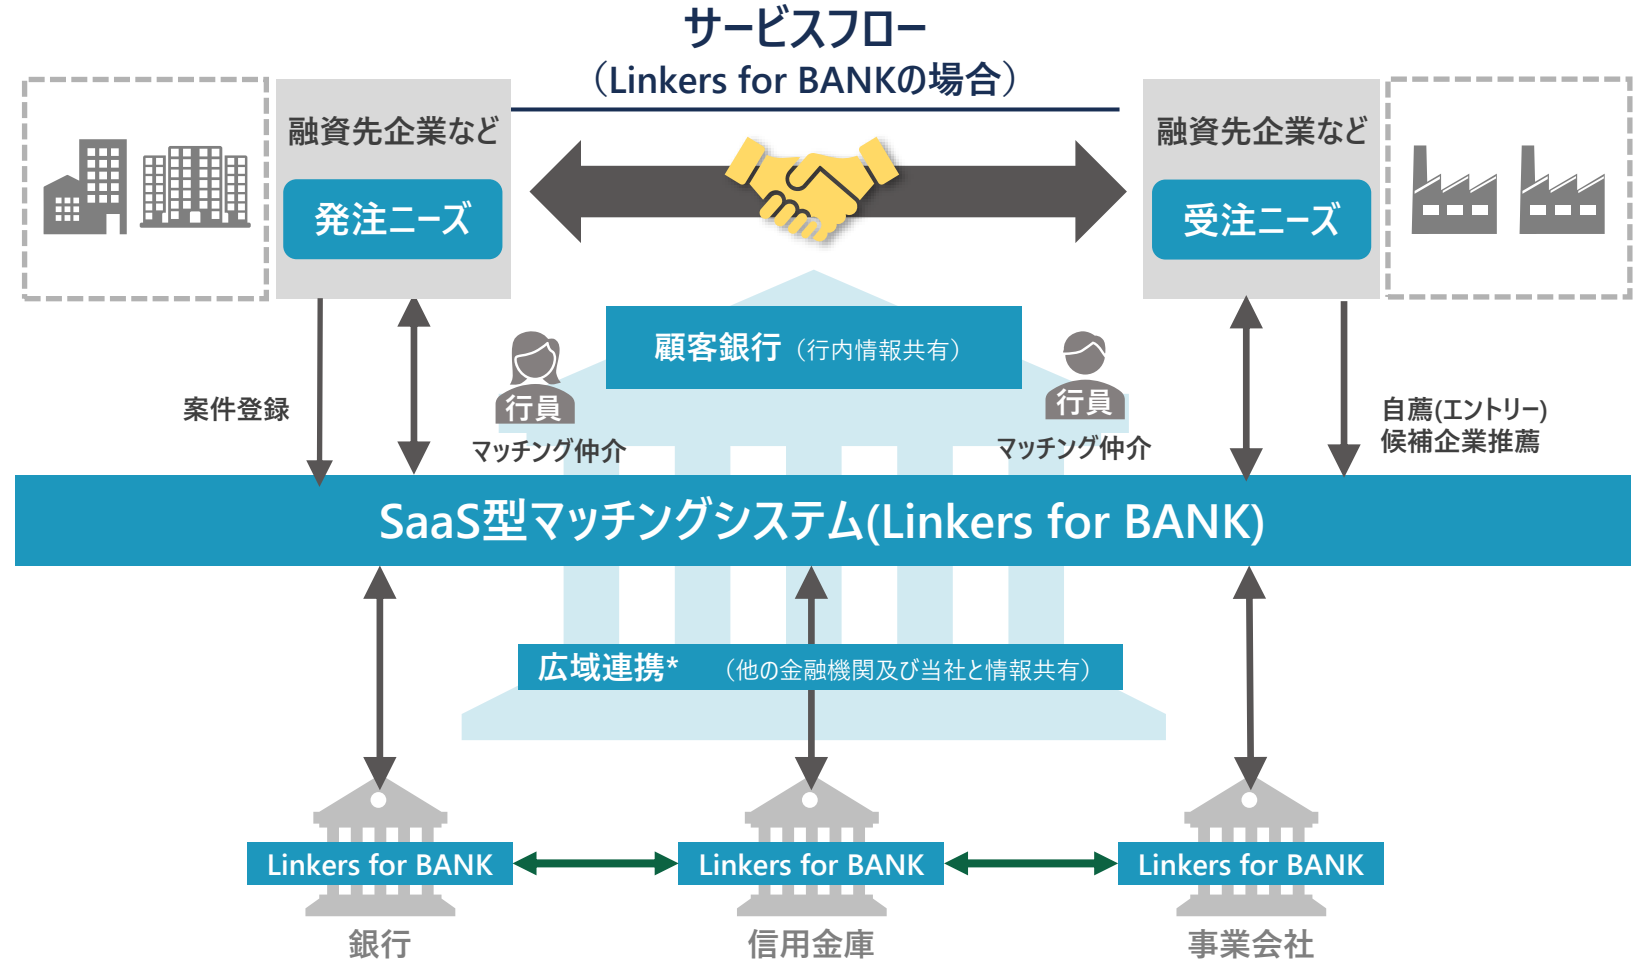 サービスフロー
（Linkers for BANKの場合）
融資先企業など
発注ニーズ
融資先企業など
受注ニーズ
顧客銀行（行内情報共有）
行員
マッチング仲介
行員
マッチング仲介
案件登録
自薦(エントリー)
候補企業推薦
SaaS型マッチングシステム(Linkers for BANK)
広域連携* （他の金融機関及び当社と情報共有）
Linkers for BANK
Linkers for BANK
Linkers for BANK
銀行
信用金庫
事業会社